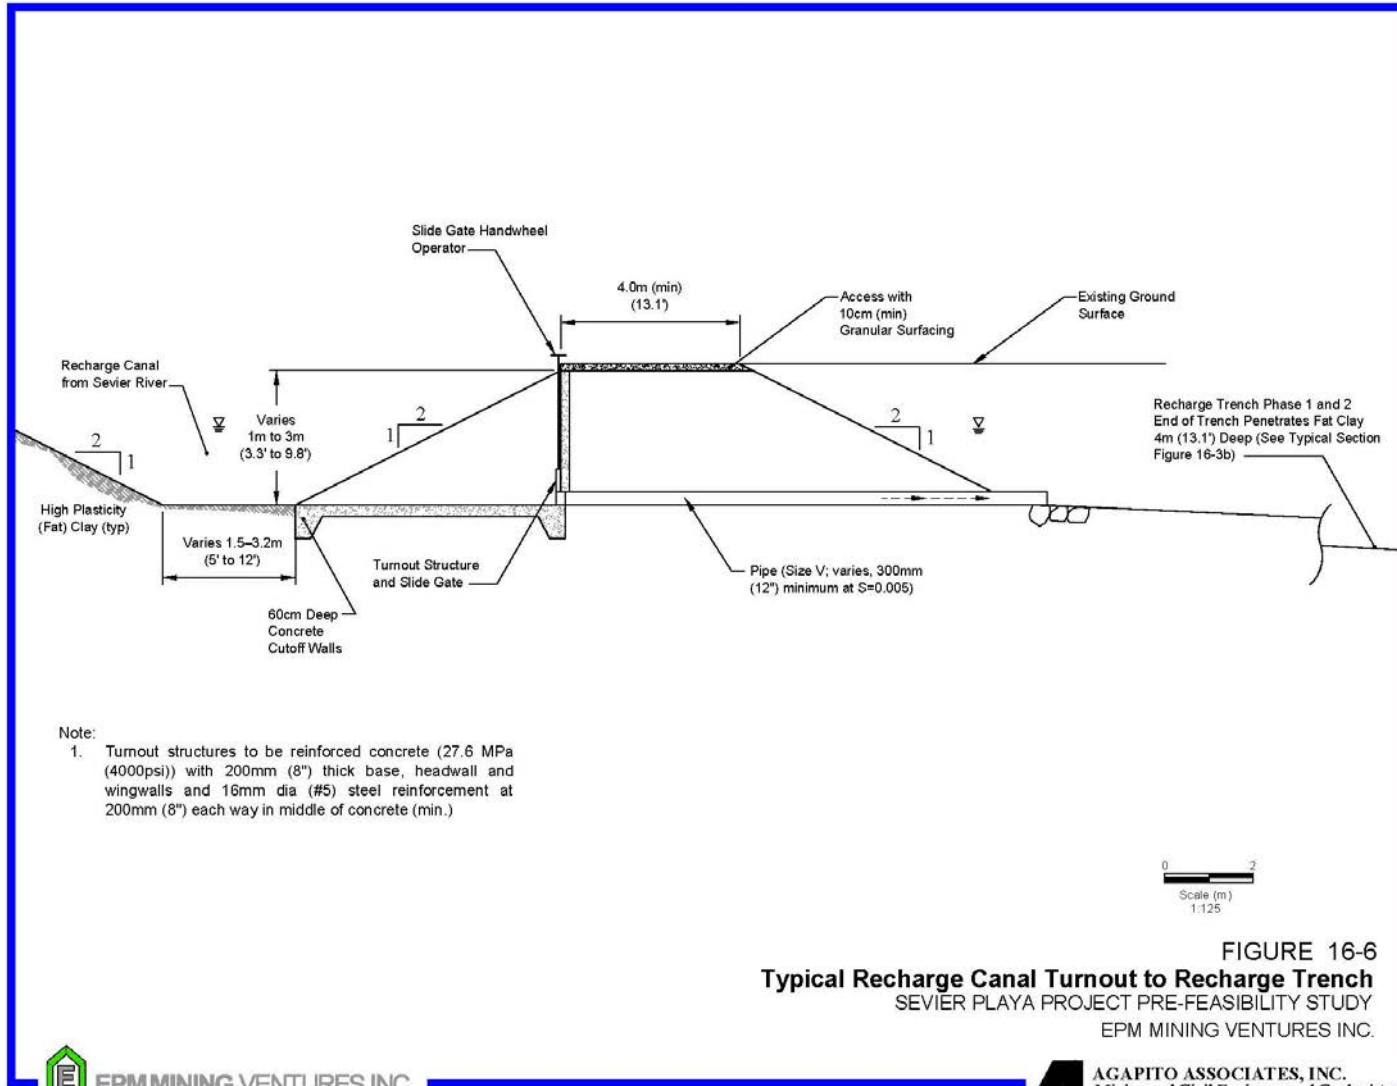 Slide Gate Handwheel
Operator
4.0m (min)
(13.1')
Access with
10cm (min)
Granular Surfacing
Existing Ground
Surface
Recharge Canal
from Sevier River
Varies
1m to 3m
(3.3' to 9.8')
2
1
2
1
2
1
Recharge Trench Phase 1 and 2
End of Trench Penetrates Fat Clay
4m (13.1') Deep (See Typical Section
Figure 16-3b)
High Plasticity
(Fat) Clay (typ)
Varies 1.5–3.2m
(5' to 12')
Turnout Structure
and Slide Gate
Pipe (Size V; varies, 300mm
(12") minimum at S=0.005)
60cm Deep
Concrete
Cutoff Walls
Note:
1. Turnout structures to be reinforced concrete (27.6 MPa
(4000psi)) with 200mm (8") thick base, headwall and
wingwalls and 16mm dia (#5) steel reinforcement at
200mm (8") each way in middle of concrete (min.)
0 2
Scale (m)
1:125
FIGURE 16-6
Typical Recharge Canal Turnout to Recharge Trench
SEVIER PLAYA PROJECT PRE-FEASIBILITY STUDY
EPM MINING VENTURES INC.
EPM MINING VENTURES INC.
AGAPITO ASSOCIATES, INC.